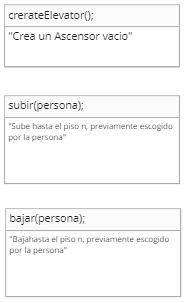 crerateElevator();
"Crea un Ascensor vacio"
subir(persona);
"Sube hasta el piso n, previamente escogido
por la persona"
bajar(persona);
"Bajahasta el piso n, previamente escogido
por la persona"